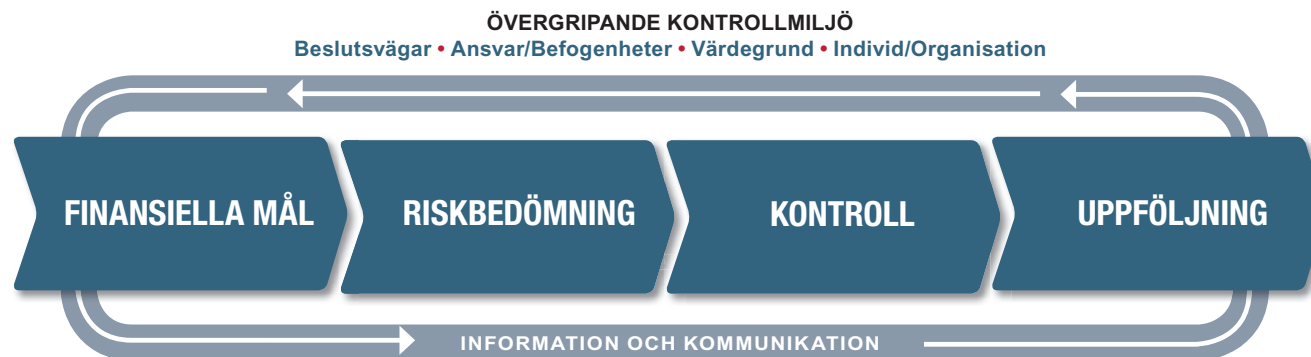 ÖVERGRIPANDE KONTROLLMILJÖ
Beslutsvägar • Ansvar/Befogenheter • Värdegrund • Individ/Organisation
FINANSIELLA MÅL
RISKBEDÖMNING
KONTROLL
UPPFÖLJNING
INFORMATION OCH KOMMUNIKATION